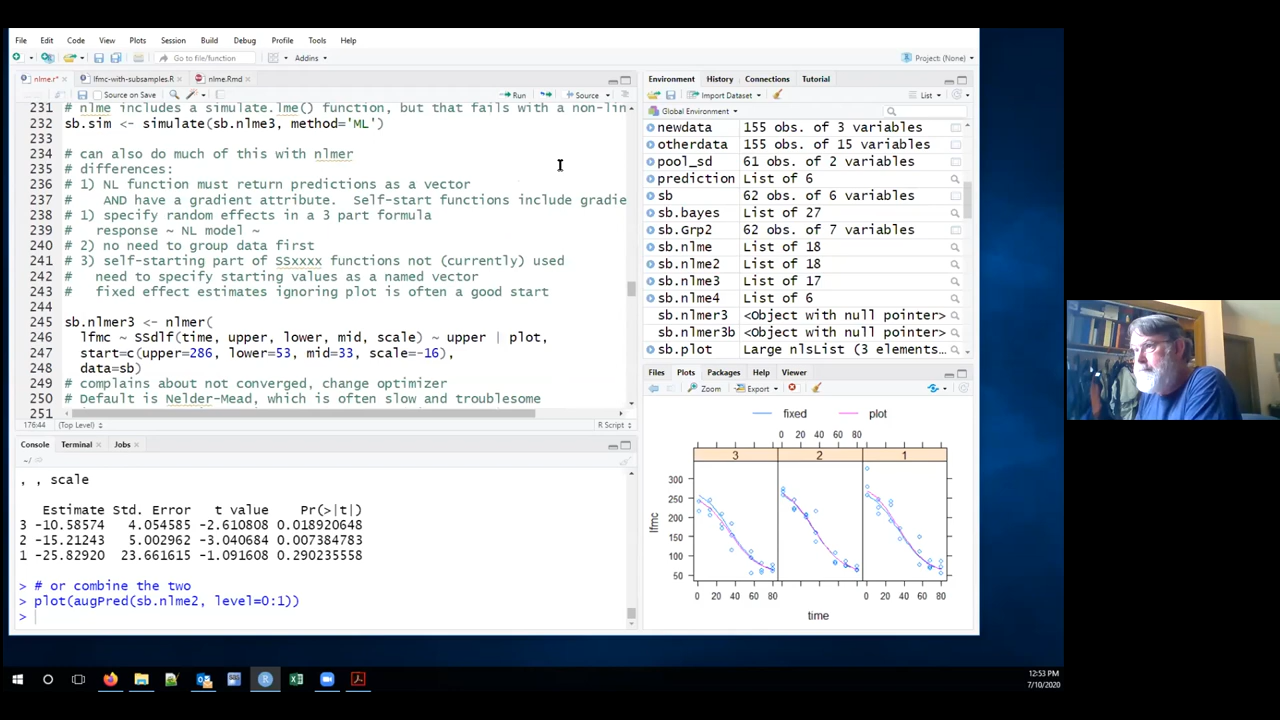 File Edit Code View Plots Session Build Debug Profile Tools Help
Go to file/function Addins Project: (None)
nlme.r* lfmc-with-subsamples.R nlme.Rmd
Source on Save Run Source
231 # nlme includes a simulate.lme() function, but that fails with a non-lin
232 sb.sim <- simulate(sb.nlme3, method='ML')
233
234 # can also do much of this with nlmer
235 # differences:
236 # 1) NL function must return predictions as a vector
237 # AND have a gradient attribute. Self-start functions include gradie
238 # 1) specify random effects in a 3 part formula
239 # response ~ NL model ~
240 # 2) no need to group data first
241 # 3) self-starting part of SSxxxx functions not (currently) used
242 # need to specify starting values as a named vector
243 # fixed effect estimates ignoring plot is often a good start
244
245 sb.nlmer3 <- nlmer(
246 lfmc ~ SSdlf(time, upper, lower, mid, scale) ~ upper | plot,
247 start=c(upper=286, lower=53, mid=33, scale=-16),
248 data=sb)
249 # complains about not converged, change optimizer
250 # Default is Nelder-Mead, which is often slow and troublesome
251
176:44 (Top Level) R Script
Console Terminal Jobs
~/
, , scale
Estimate Std. Error t value Pr(>|t|)
3 -10.58574 4.054585 -2.610808 0.018920648
2 -15.21243 5.002962 -3.040684 0.007384783
1 -25.82920 23.661615 -1.091608 0.290235558
> # or combine the two
> plot(augPred(sb.nlme2, level=0:1))
>
Environment History Connections Tutorial
Import Dataset List
Global Environment
newdata 155 obs. of 3 variables
otherdata 155 obs. of 15 variables
pool_sd 61 obs. of 2 variables
prediction List of 6
sb 62 obs. of 6 variables
sb.bayes List of 27
sb.Grp2 62 obs. of 7 variables
sb.nlme List of 18
sb.nlme2 List of 18
sb.nlme3 List of 17
sb.nlme4 List of 6
sb.nlmer3 <Object with null pointer>
sb.nlmer3b <Object with null pointer>
sb.plot Large nlsList (3 elements…
Files Plots Packages Help Viewer
Zoom Export
fixed plot
0 20 40 60 80
3 2 1
300
250
200
150
100
50
lfmc
0 20 40 60 80 0 20 40 60 80
time
12:53 PM
7/10/2020